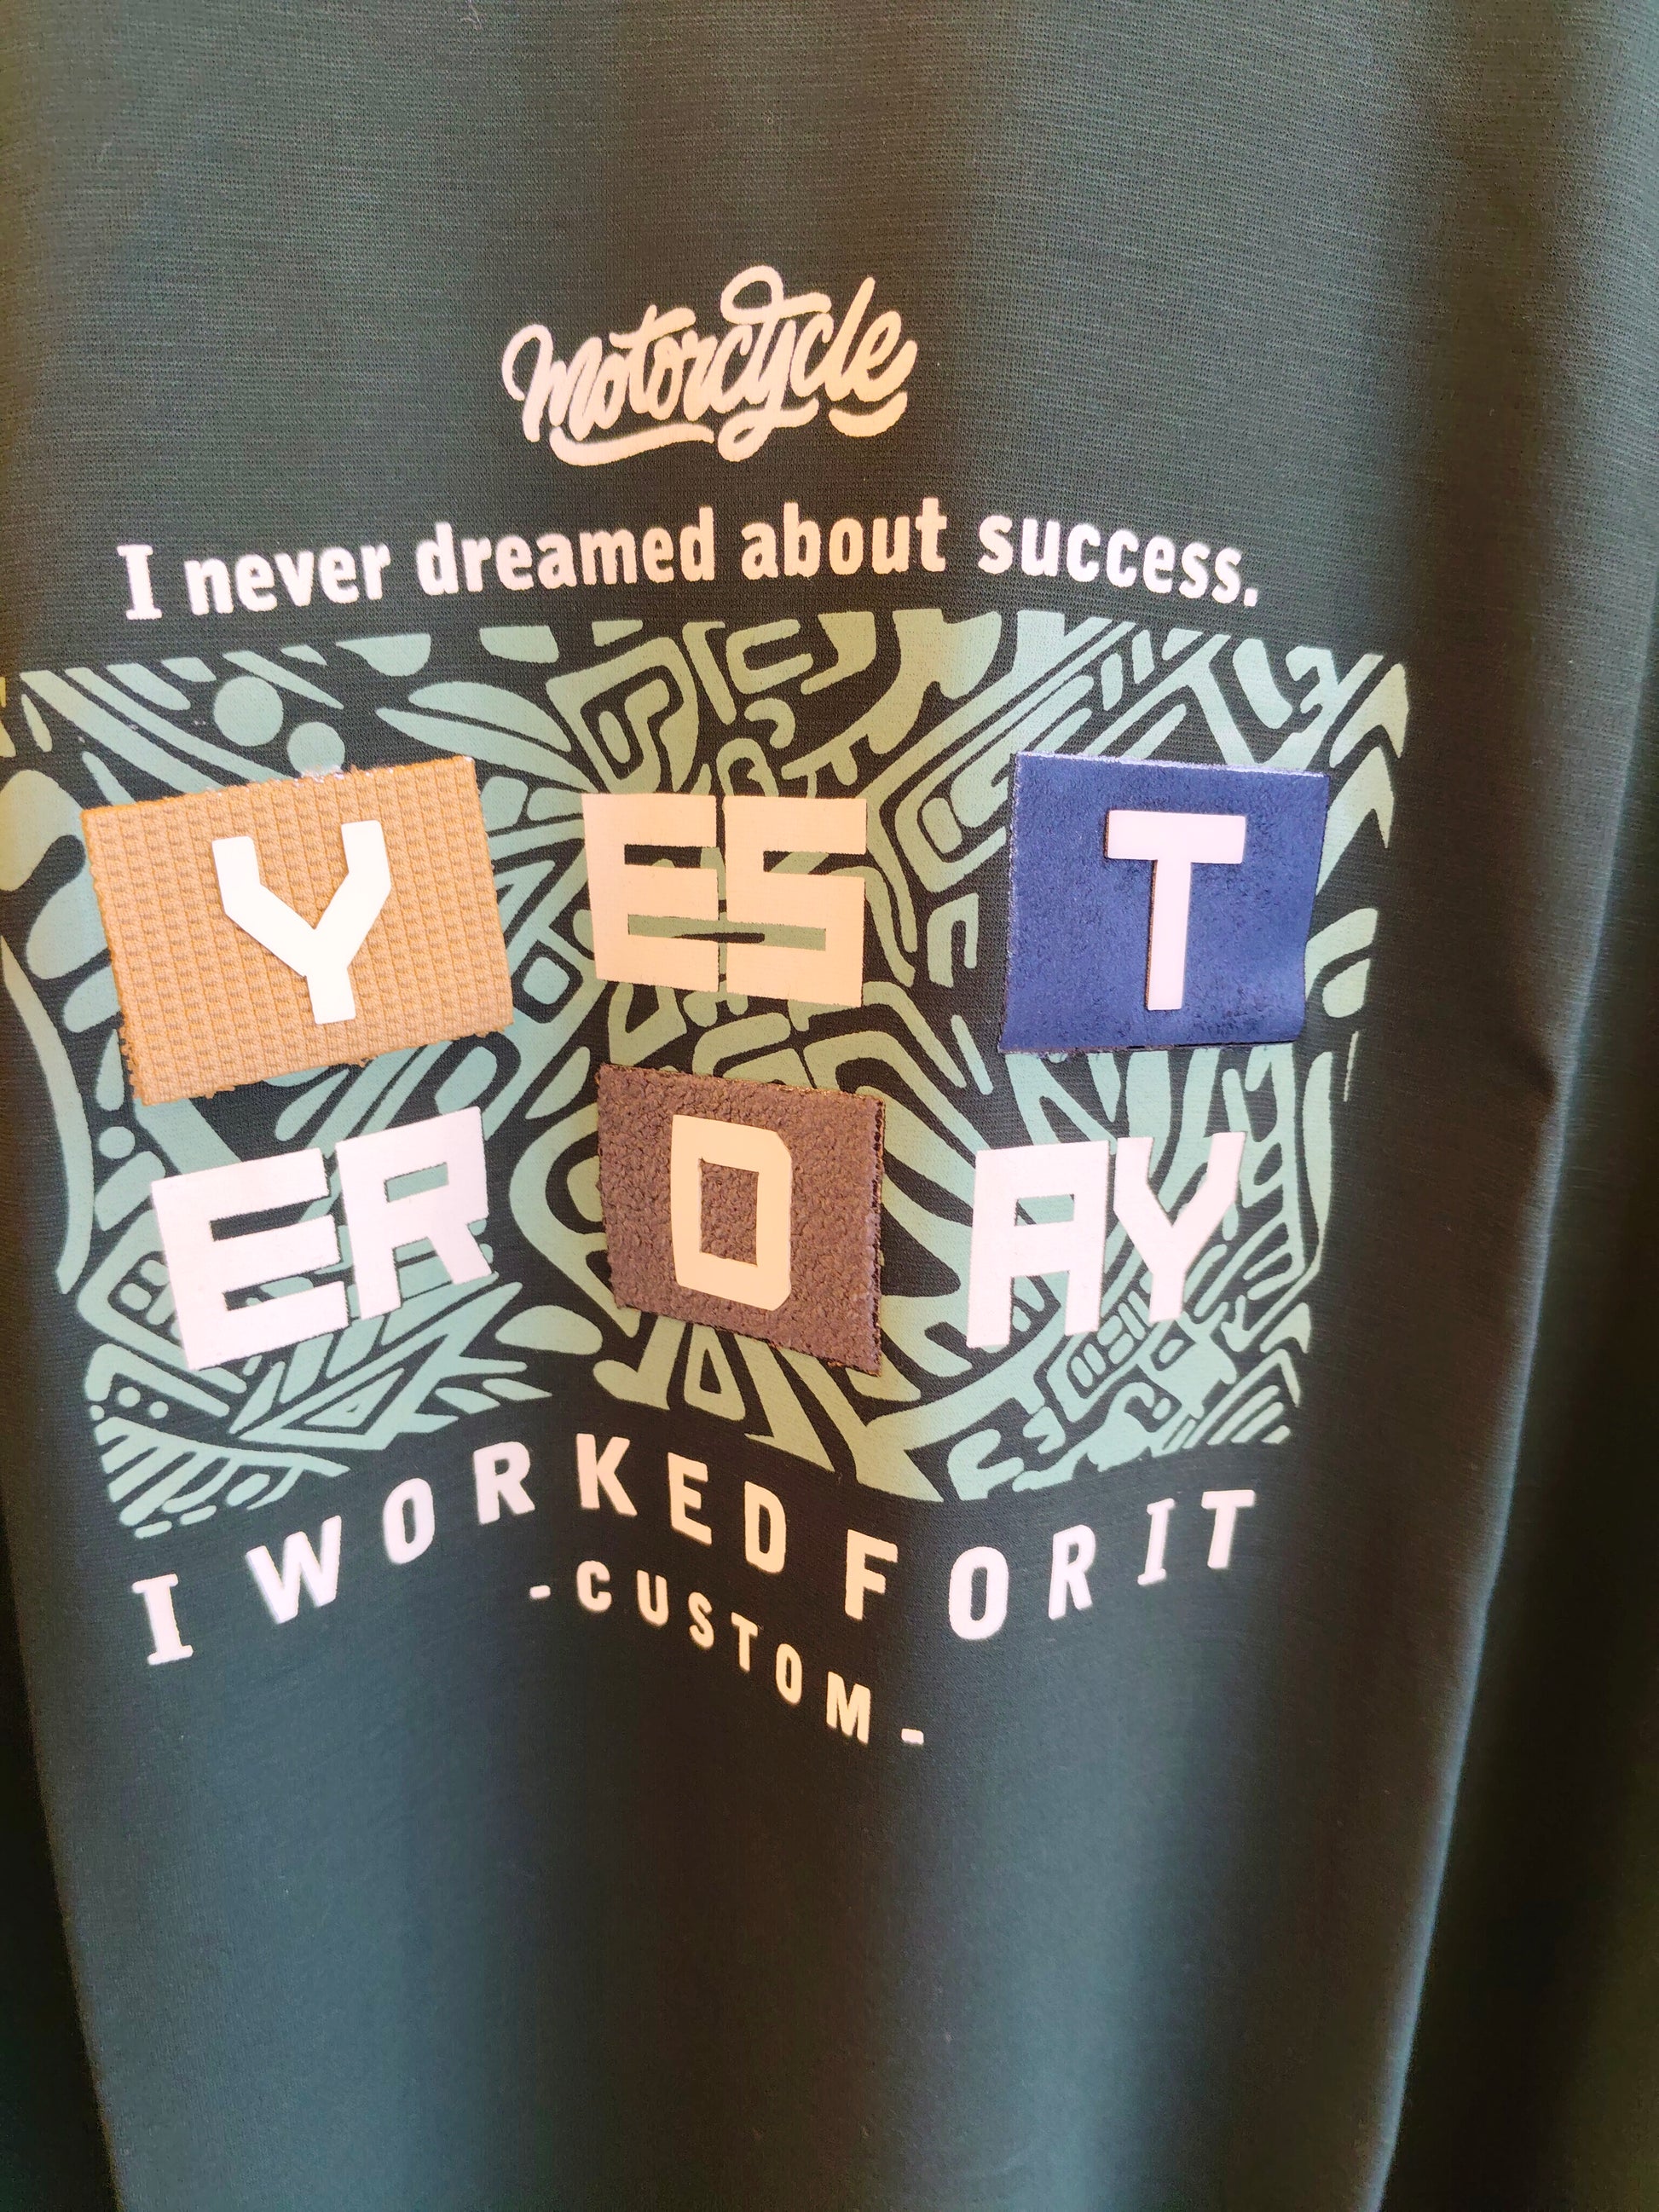 Motorcycle
I never dreamed about success.
YEST
ERDAY
I WORKED FOR IT
-CUSTOM-